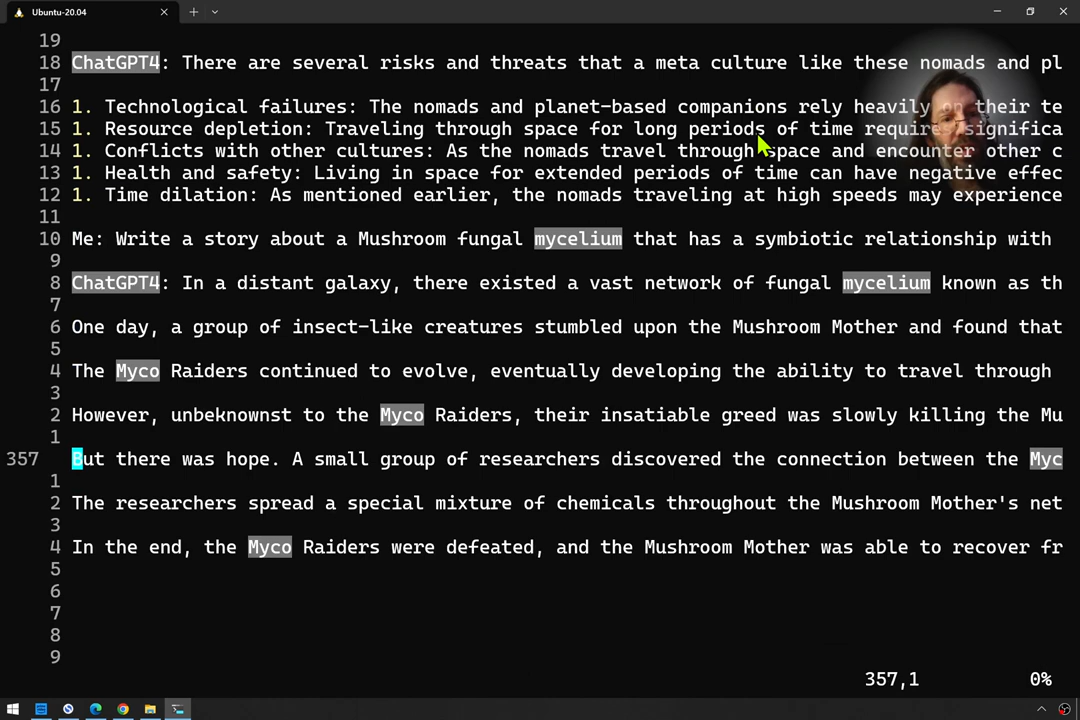 Ubuntu-20.04
19
18 ChatGPT4: There are several risks and threats that a meta culture like these nomads and pl
17
16 1. Technological failures: The nomads and planet-based companions rely heavily on their te
15 1. Resource depletion: Traveling through space for long periods of time requires significa
14 1. Conflicts with other cultures: As the nomads travel through space and encounter other c
13 1. Health and safety: Living in space for extended periods of time can have negative effec
12 1. Time dilation: As mentioned earlier, the nomads traveling at high speeds may experience
11
10 Me: Write a story about a Mushroom fungal mycelium that has a symbiotic relationship with
9
8 ChatGPT4: In a distant galaxy, there existed a vast network of fungal mycelium known as th
7
6 One day, a group of insect-like creatures stumbled upon the Mushroom Mother and found that
5
4 The Myco Raiders continued to evolve, eventually developing the ability to travel through
3
2 However, unbeknownst to the Myco Raiders, their insatiable greed was slowly killing the Mu
1
357 But there was hope. A small group of researchers discovered the connection between the Myc
1
2 The researchers spread a special mixture of chemicals throughout the Mushroom Mother's net
3
4 In the end, the Myco Raiders were defeated, and the Mushroom Mother was able to recover fr
5
6
7
8
9
357,1 0%